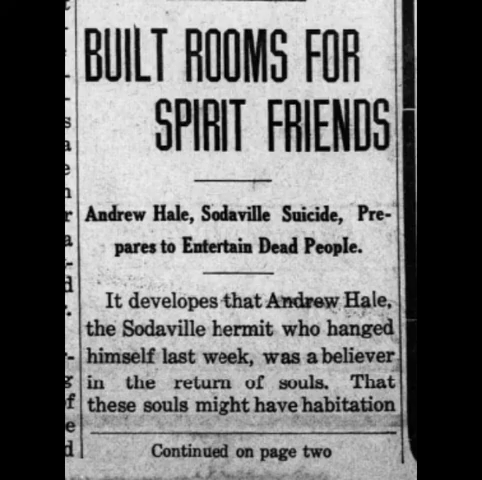 BUILT ROOMS FOR
SPIRIT FRIENDS
Andrew Hale, Sodaville Suicide, Pre-
pares to Entertain Dead People.
It developes that Andrew Hale,
the Sodaville hermit who hanged
himself last week, was a believer
in the return of souls. That
these souls might have habitation
Continued on page two